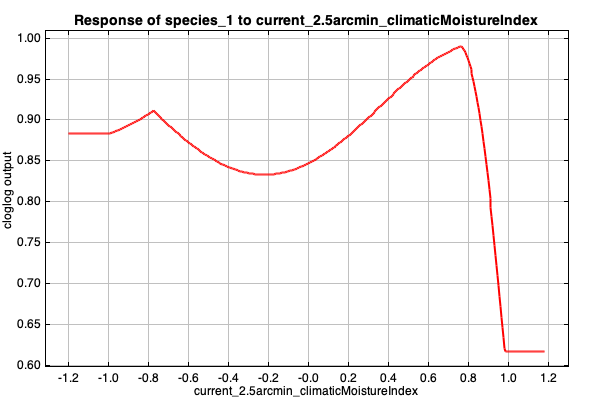 Response of species_1 to current_2.5arcmin_climaticMoistureIndex
cloglog output
1.00
0.95
0.90
0.85
0.80
0.75
0.70
0.65
0.60
-1.2 -1.0 -0.8 -0.6 -0.4 -0.2 -0.0 0.2 0.4 0.6 0.8 1.0 1.2
current_2.5arcmin_climaticMoistureIndex